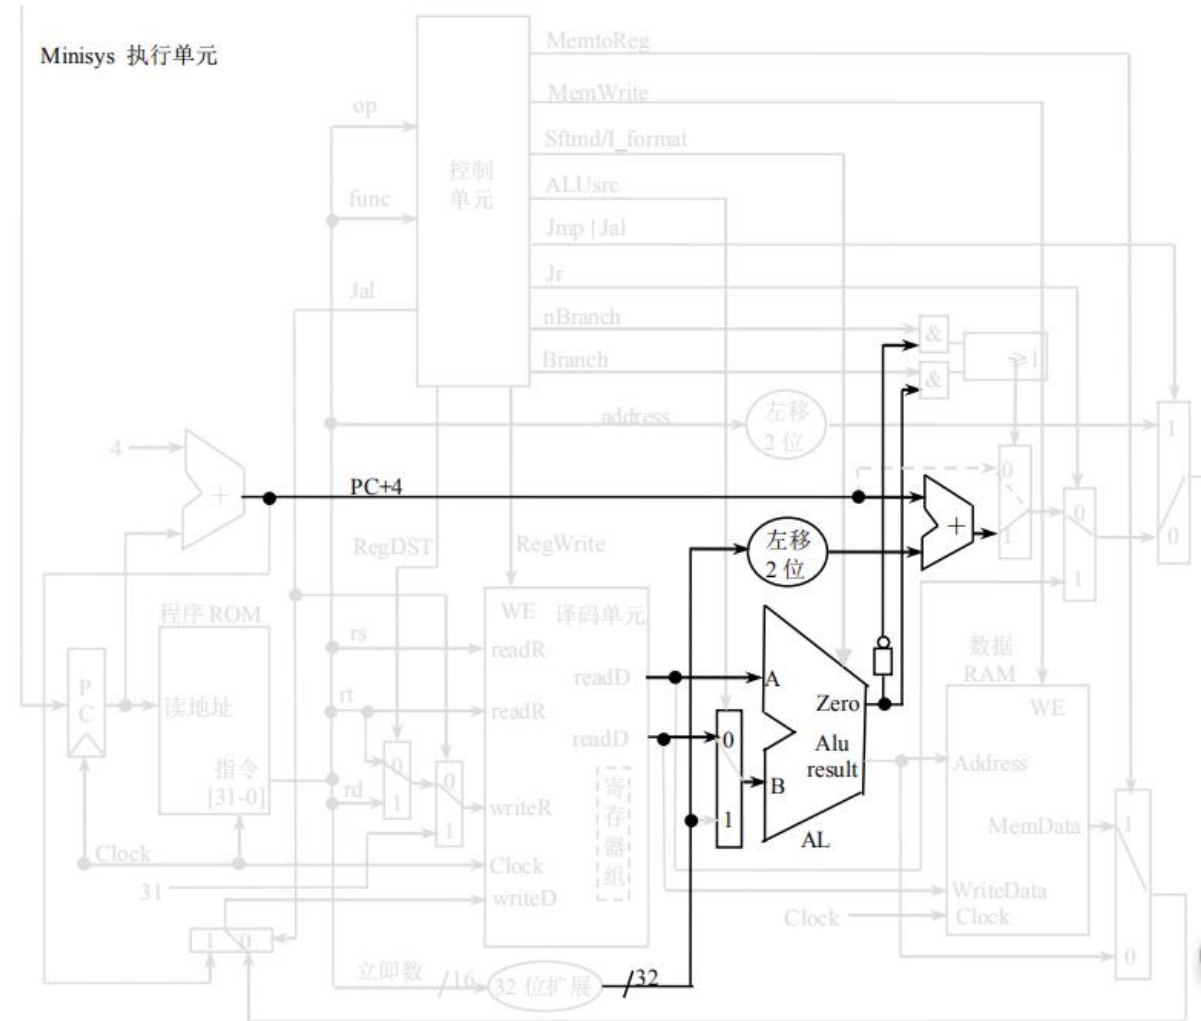 Minisys 执行单元
MemtoReg
MemWrite
Sftmd/I_format
ALUsrc
Jmp | Jal
Jr
nBranch
Branch
op
func
Jal
控制
单元
&
&
≥1
address
左移
2 位
1
0
4
+
PC+4
0
1
0
1
+
左移
2 位
RegDST
RegWrite
程序 ROM
PC
读地址
指令
[31-0]
Clock
31
1 0
rs
rt
rd
0
1
0
1
WE 译码单元
readR
readD
readR
readD
writeR
Clock
writeD
寄存器组
立即数 /16
32 位扩展
/32
0
1
A
B
Zero
Alu
result
AL
数据
RAM
WE
Address
MemData
WriteData
Clock
Clock
1
0